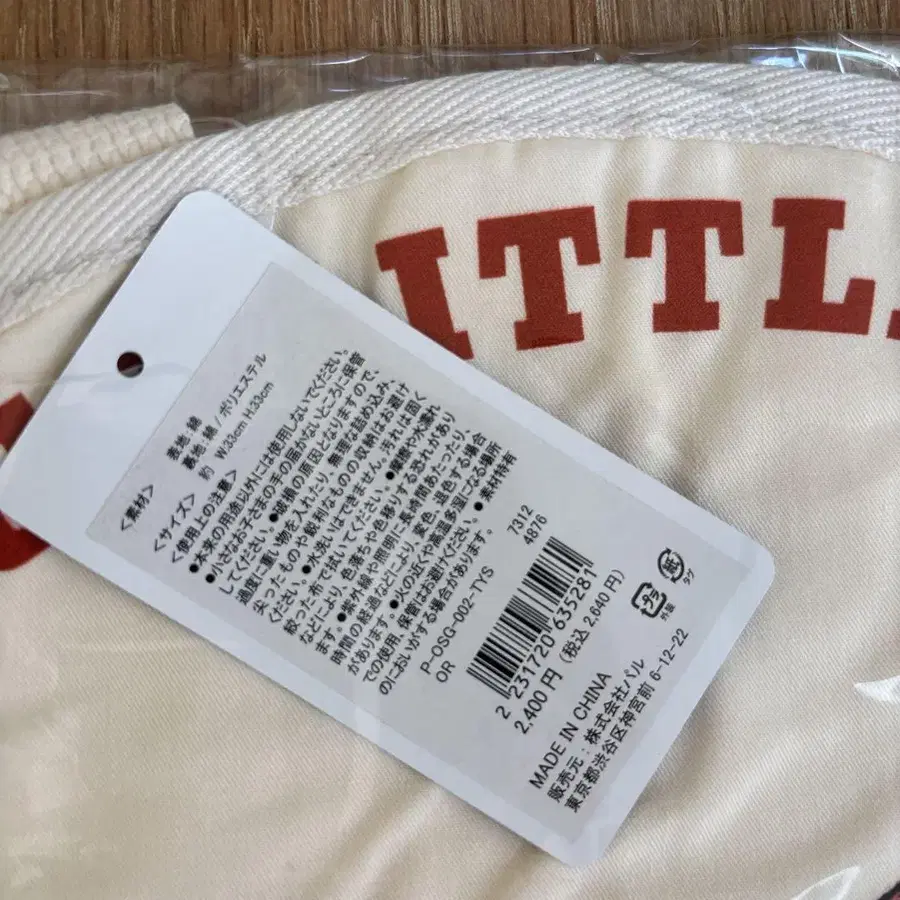 ITTL
<素材>
表地:綿
裏地:綿/ポリエステル
<サイズ>
約 W.33cm H.33cm
<使用上の注意>
●本来の用途以外には使用しないでください。
●小さなお子さまの手の届かないところに保管
してください。●破損の原因となりますので、
過度に重い物を入れたり、無理な詰め込み、
尖ったものや鋭利なものの収納はお避け
ください。●水洗いはできません。汚れは固く
絞った布で拭いてください。●摩擦や水濡れ
などにより、色落ちや色移りする恐れがあり
ます。●紫外線や照明に長時間あたったり、
時間の経過などにより、変色、退色する場合
があります。●火の近くや高温多湿になる場所
での使用、保管はお避けください。●素材特有
のにおいがする場合があります。
P-OSG-002-TYS
OR
7312
4876
2 231720 635281
2,400円 (税込 2,640円)
MADE IN CHINA
販売元:株式会社パル
東京都渋谷区神宮前 6-12-22
プラ
外装
紙
タグ